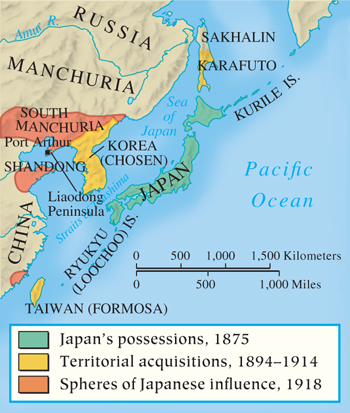 RUSSIA
Amur R.
SAKHALIN
MANCHURIA
KARAFUTO
KURILE IS.
Sea
of
Japan
SOUTH
MANCHURIA
Port Arthur
KOREA
(CHOSEN)
SHANDONG
JAPAN
Pacific
Ocean
Liaodong
Peninsula
Straits of
shima
CHINA
RYUKYU
(LOOCHOO) IS.
0 500 1,000 1,500 Kilometers
0 500 1,000 Miles
TAIWAN (FORMOSA)
Japan's possessions, 1875
Territorial acquisitions, 1894–1914
Spheres of Japanese influence, 1918